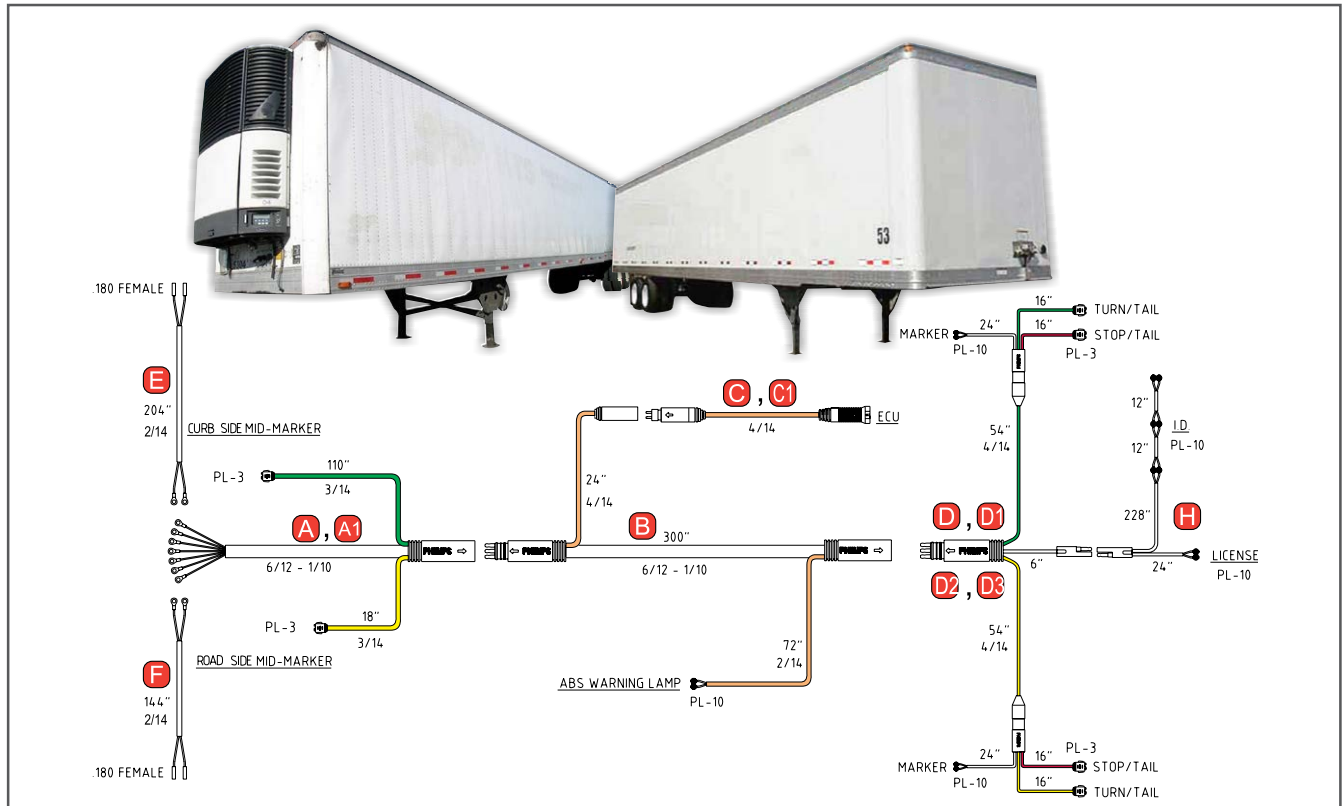 53
.180 FEMALE
E
204"
2/14
CURB SIDE MID-MARKER
PL-3
110"
3/14
A , A1
PHILLIPS
6/12 - 1/10
18"
PL-3
3/14
ROAD SIDE MID-MARKER
F
144"
2/14
.180 FEMALE
C , C1
4/14
ECU
24"
4/14
B
300"
PHILLIPS
PHILLIPS
6/12 - 1/10
72"
2/14
ABS WARNING LAMP
PL-10
16"
TURN/TAIL
MARKER
24"
16"
STOP/TAIL
PL-10
PL-3
54"
4/14
12"
I.D.
12"
PL-10
D , D1
PHILLIPS
228"
H
6"
LICENSE
24"
PL-10
D2 , D3
54"
4/14
24"
PL-3
MARKER
16"
STOP/TAIL
PL-10
16"
TURN/TAIL